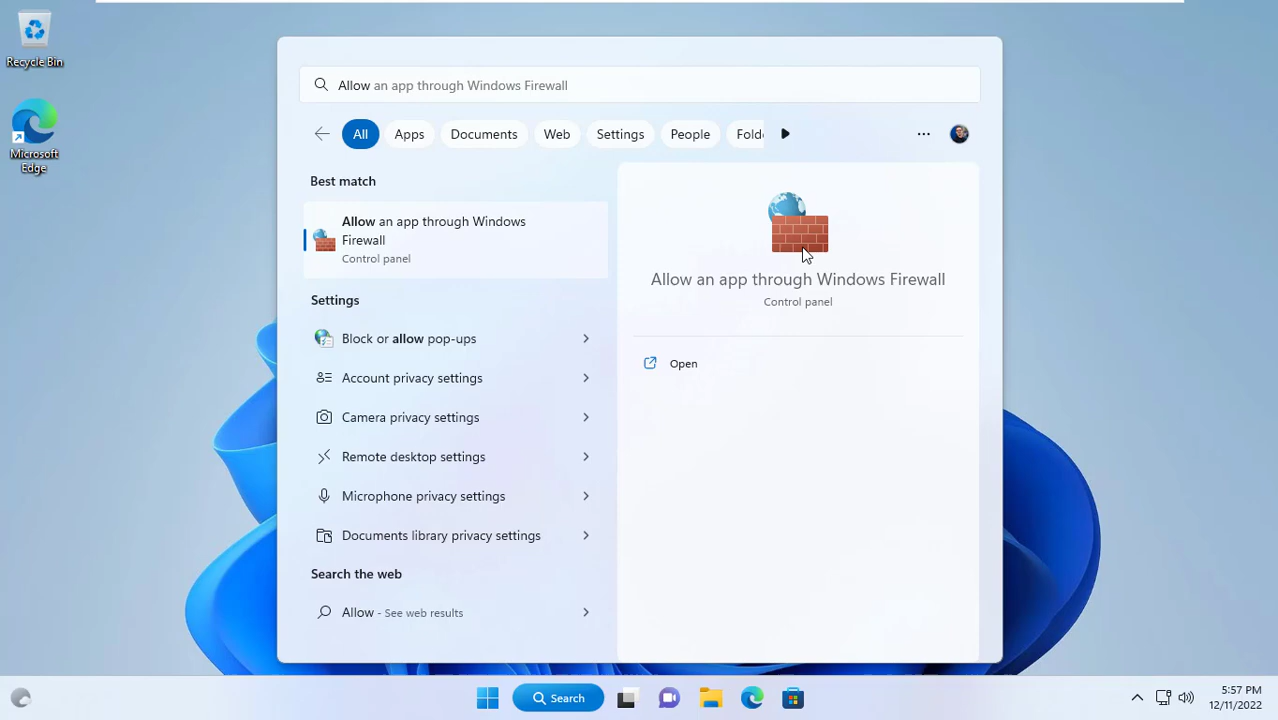 Recycle Bin
Microsoft
Edge
Allow an app through Windows Firewall
All Apps Documents Web Settings People Folde
Best match
Allow an app through Windows
Firewall
Control panel
Settings
Block or allow pop-ups
Account privacy settings
Camera privacy settings
Remote desktop settings
Microphone privacy settings
Documents library privacy settings
Search the web
Allow - See web results
Allow an app through Windows Firewall
Control panel
Open
Search
5:57 PM
12/11/2022